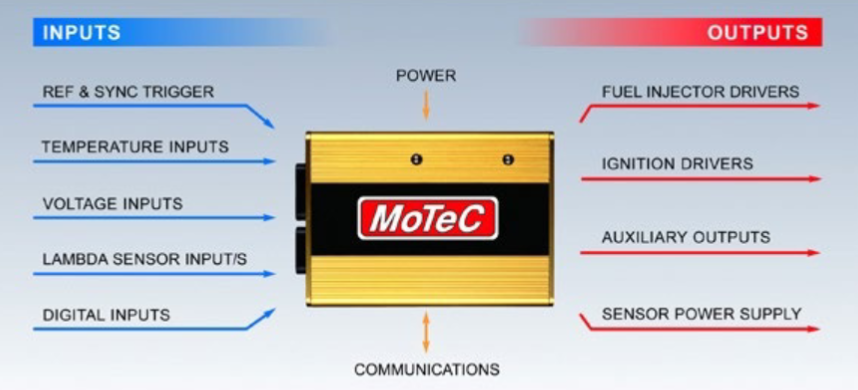 INPUTS
OUTPUTS
POWER
REF & SYNC TRIGGER
TEMPERATURE INPUTS
VOLTAGE INPUTS
LAMBDA SENSOR INPUT/S
DIGITAL INPUTS
MoTeC
FUEL INJECTOR DRIVERS
IGNITION DRIVERS
AUXILIARY OUTPUTS
SENSOR POWER SUPPLY
COMMUNICATIONS